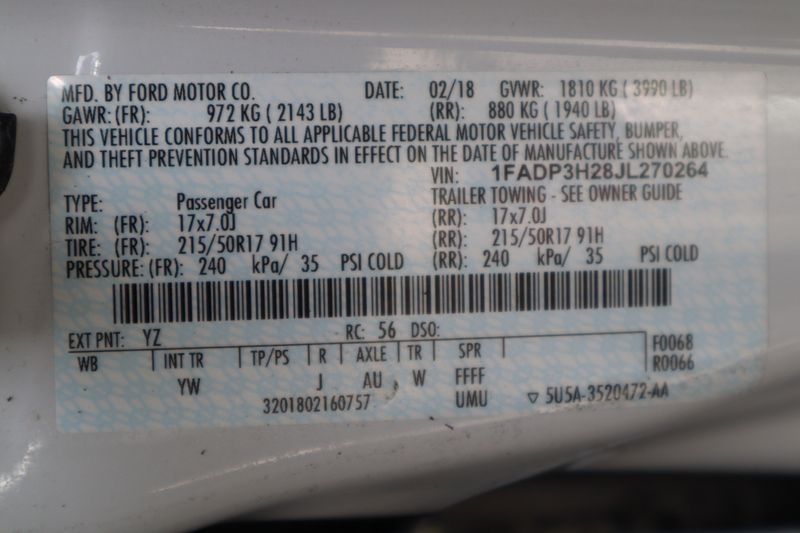 MFD. BY FORD MOTOR CO. DATE: 02/18 GVWR: 1810 KG ( 3990 LB)
GAWR: (FR): 972 KG ( 2143 LB) (RR): 880 KG ( 1940 LB)
THIS VEHICLE CONFORMS TO ALL APPLICABLE FEDERAL MOTOR VEHICLE SAFETY, BUMPER,
AND THEFT PREVENTION STANDARDS IN EFFECT ON THE DATE OF MANUFACTURE SHOWN ABOVE.
VIN: 1FADP3H28JL270264
TYPE: Passenger Car TRAILER TOWING - SEE OWNER GUIDE
RIM: (FR): 17x7.0J (RR): 17x7.0J
TIRE: (FR): 215/50R17 91H (RR): 215/50R17 91H
PRESSURE: (FR): 240 kPa/ 35 PSI COLD (RR): 240 kPa/ 35 PSI COLD
EXT PNT: YZ RC: 56 DSO:
WB INT TR TP/PS R AXLE TR SPR F0068
YW J AU W FFFF R0066
3201802160757 UMU ▽ 5U5A-3520472-AA